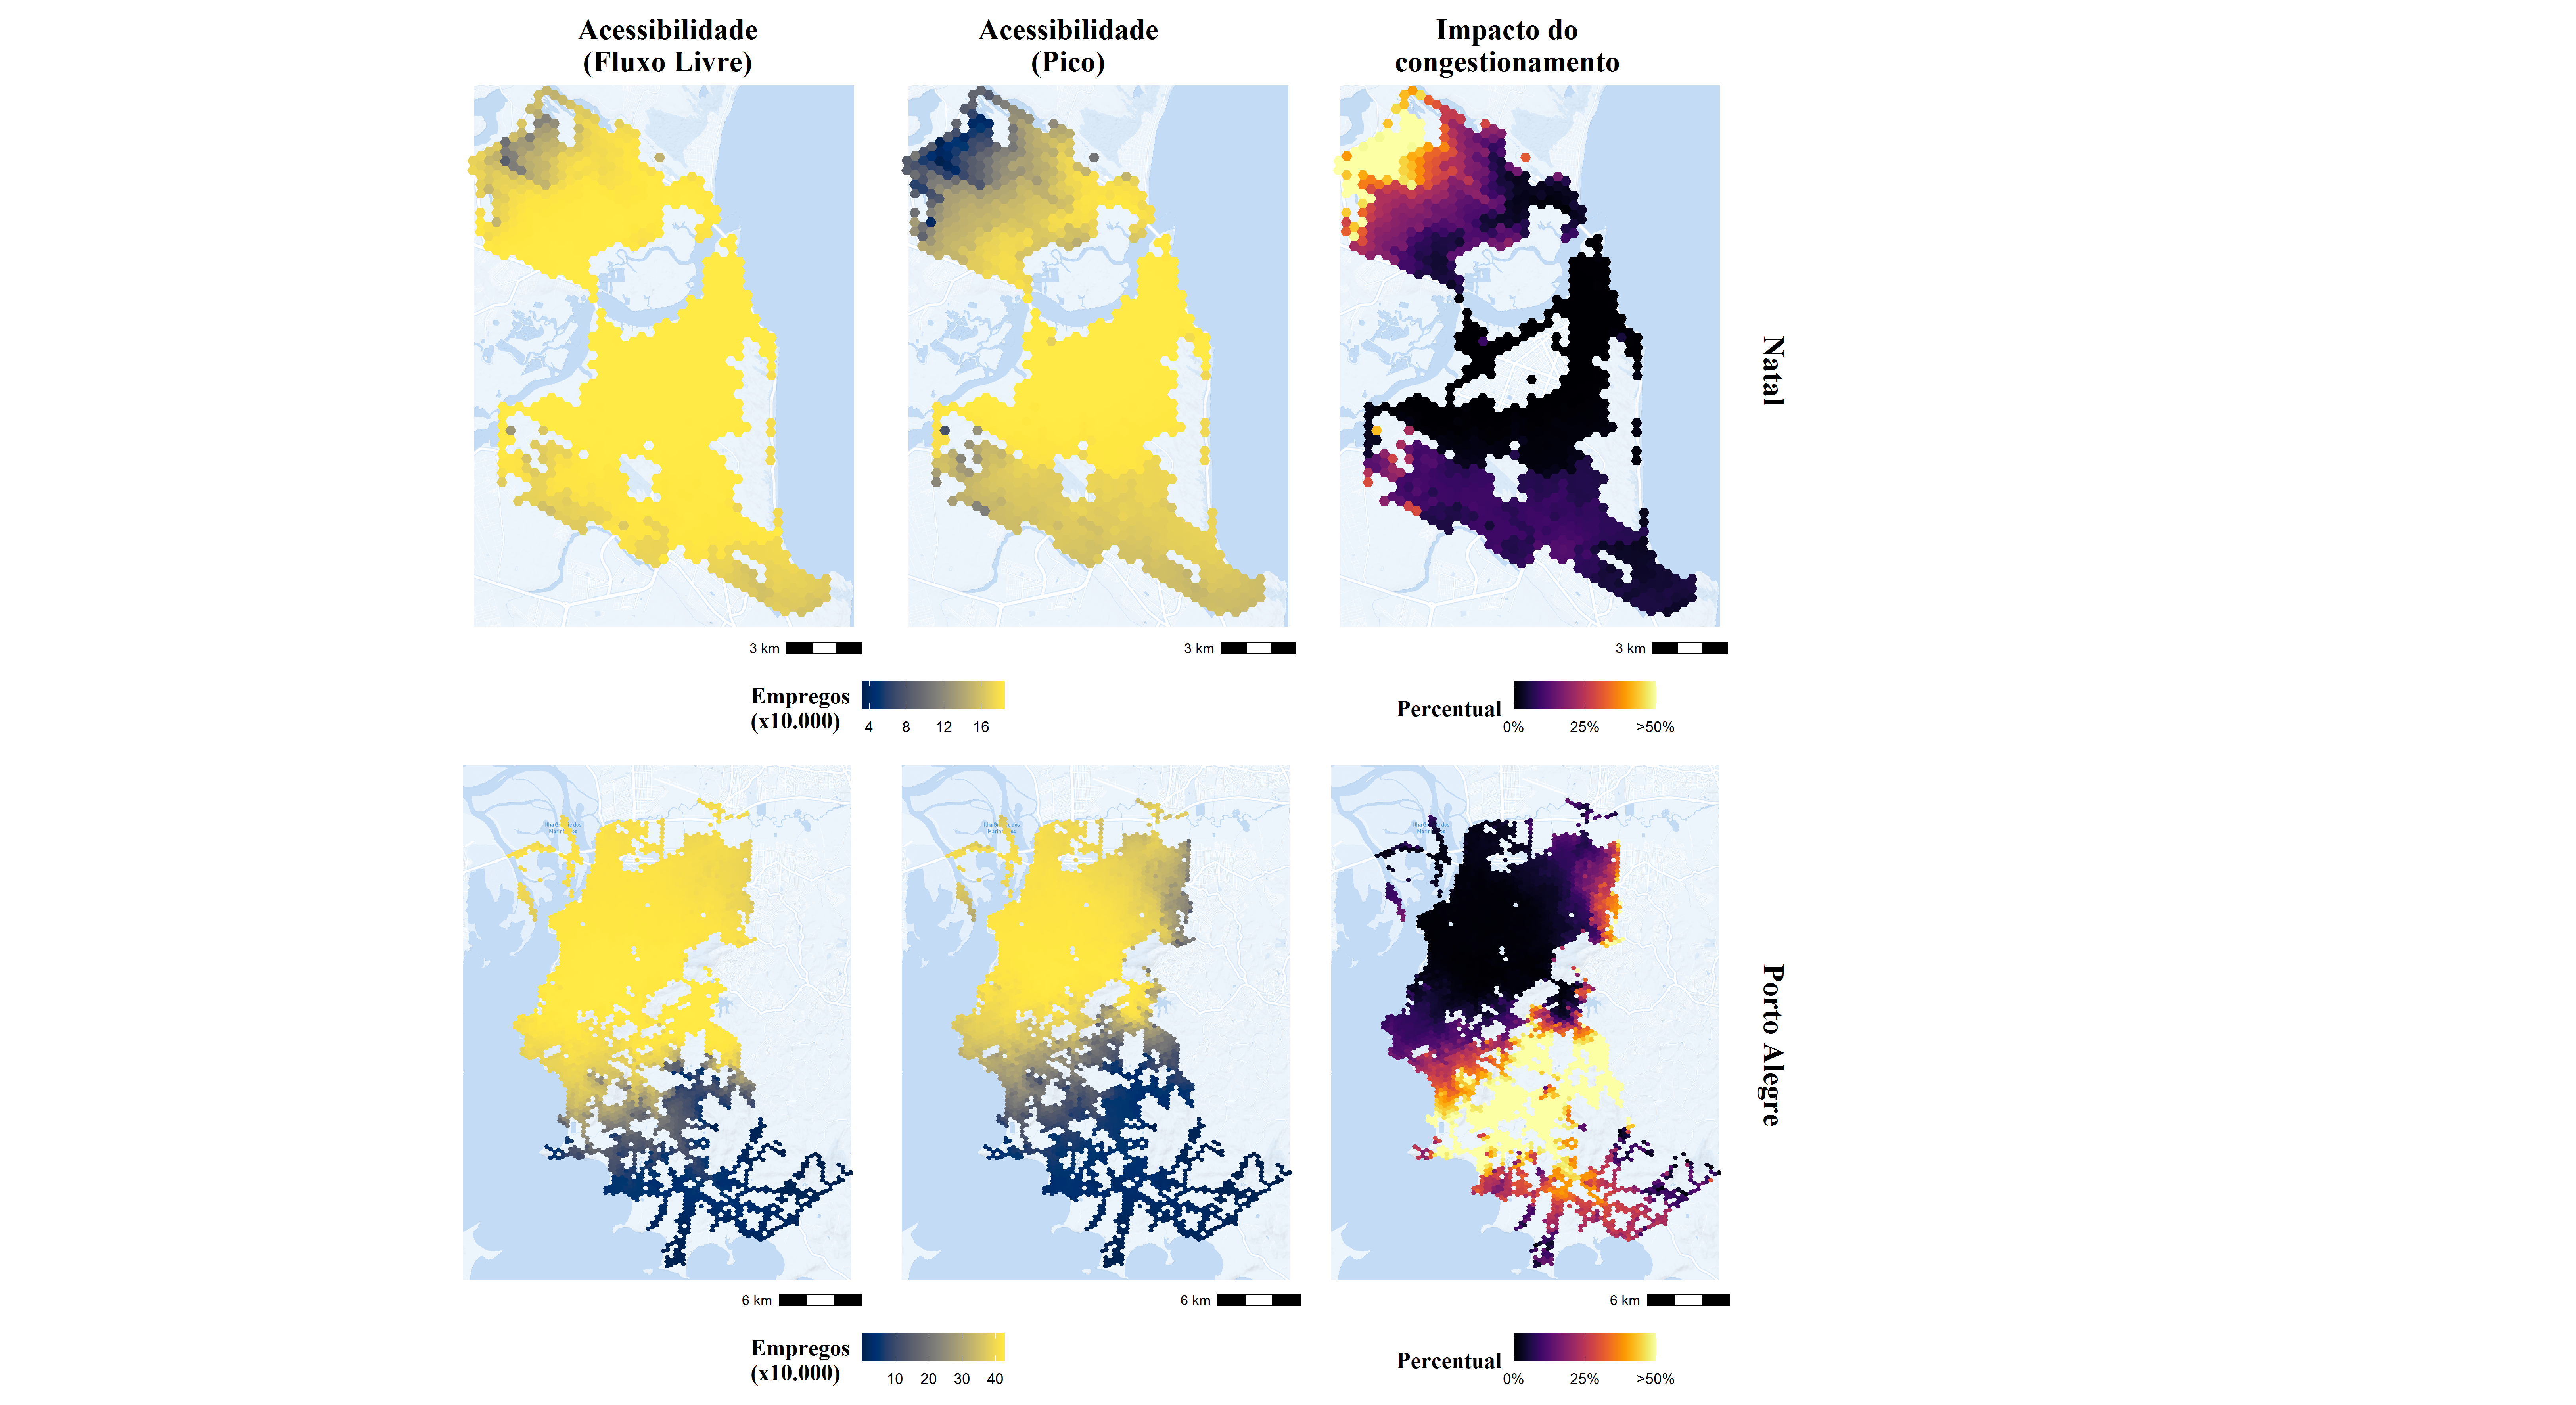 Acessibilidade
(Fluxo Livre)
Acessibilidade
(Pico)
Impacto do
congestionamento
Natal
3 km
3 km
3 km
Empregos
(x10.000)
4 8 12 16
Percentual
0% 25% >50%
Porto Alegre
6 km
6 km
6 km
Empregos
(x10.000)
10 20 30 40
Percentual
0% 25% >50%